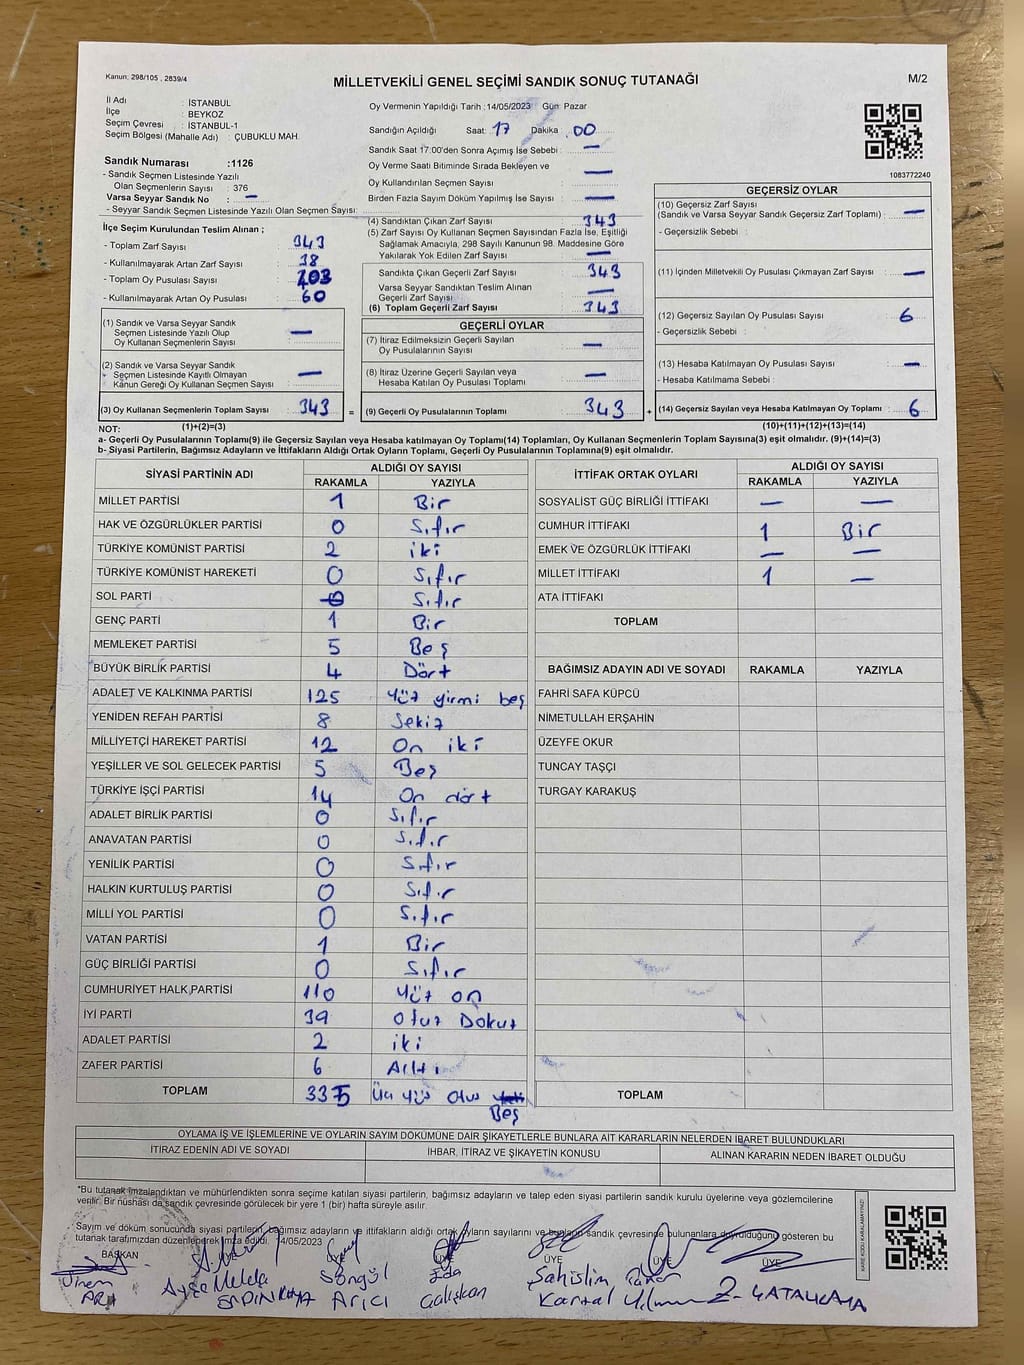 Kanun; 298/105 , 2839/4
MİLLETVEKİLİ GENEL SEÇİMİ SANDIK SONUÇ TUTANAĞI
M/2
İl Adı : İSTANBUL
İlçe : BEYKOZ
Seçim Çevresi : İSTANBUL-1
Seçim Bölgesi (Mahalle Adı) : ÇUBUKLU MAH.
Sandık Numarası :1126
- Sandık Seçmen Listesinde Yazılı
Olan Seçmenlerin Sayısı : 376
Varsa Seyyar Sandık No : —
- Seyyar Sandık Seçmen Listesinde Yazılı Olan Seçmen Sayısı:
Oy Vermenin Yapıldığı Tarih :14/05/2023 Gün: Pazar
Sandığın Açıldığı Saat: 17 Dakika : 00
Sandık Saat 17:00'den Sonra Açımış İse Sebebi : —
Oy Verme Saati Bitiminde Sırada Bekleyen ve
Oy Kullandırılan Seçmen Sayısı : —
Birden Fazla Sayım Döküm Yapılmış İse Sayısı : —
1083772240
İlçe Seçim Kurulundan Teslim Alınan ;
- Toplam Zarf Sayısı : 343
- Kullanılmayarak Artan Zarf Sayısı : 38
- Toplam Oy Pusulası Sayısı : 203
- Kullanılmayarak Artan Oy Pusulası : 60
(4) Sandıktan Çıkan Zarf Sayısı : 343
(5) Zarf Sayısı Oy Kullanan Seçmen Sayısından Fazla İse, Eşitliği
Sağlamak Amacıyla, 298 Sayılı Kanunun 98. Maddesine Göre
Yakılarak Yok Edilen Zarf Sayısı : —
Sandıkta Çıkan Geçerli Zarf Sayısı : 343
Varsa Seyyar Sandıktan Teslim Alınan
Geçerli Zarf Sayısı : —
(6) Toplam Geçerli Zarf Sayısı : 343
GEÇERSİZ OYLAR
(10) Geçersiz Zarf Sayısı
(Sandık ve Varsa Seyyar Sandık Geçersiz Zarf Toplamı) : —
- Geçersizlik Sebebi :
(11) İçinden Milletvekili Oy Pusulası Çıkmayan Zarf Sayısı : —
(12) Geçersiz Sayılan Oy Pusulası Sayısı : 6
- Geçersizlik Sebebi :
(13) Hesaba Katılmayan Oy Pusulası Sayısı : —
- Hesaba Katılmama Sebebi :
(1) Sandık ve Varsa Seyyar Sandık
Seçmen Listesinde Yazılı Olup
Oy Kullanan Seçmenlerin Sayısı : —
(2) Sandık ve Varsa Seyyar Sandık
Seçmen Listesinde Kayıtlı Olmayan
Kanun Gereği Oy Kullanan Seçmen Sayısı : —
GEÇERLİ OYLAR
(7) İtiraz Edilmeksizin Geçerli Sayılan
Oy Pusulalarının Sayısı : —
(8) İtiraz Üzerine Geçerli Sayılan veya
Hesaba Katılan Oy Pusulası Toplamı : —
(3) Oy Kullanan Seçmenlerin Toplam Sayısı : 343 = (9) Geçerli Oy Pusulalarının Toplamı : 343 + (14) Geçersiz Sayılan veya Hesaba Katılmayan Oy Toplamı : 6
NOT: (1)+(2)=(3) (10)+(11)+(12)+(13)=(14)
a- Geçerli Oy Pusulaları Toplamı(9) ile Geçersiz Sayılan veya Hesaba katılmayan Oy Toplamı(14) Toplamları, Oy Kullanan Seçmenlerin Toplam Sayısına(3) eşit olmalıdır. (9)+(14)=(3)
b- Siyasi Partilerin, Bağımsız Adayların ve İttifakların Aldığı Oy Ortak Oyların Toplamı, Geçerli Oy Pusulalarının Toplamına(9) eşit olmalıdır.
SİYASİ PARTİNİN ADI ALDIĞI OY SAYISI
RAKAMLA YAZIYLA
MİLLET PARTİSİ 1 Bir
HAK VE ÖZGÜRLÜKLER PARTİSİ 0 Sıfır
TÜRKİYE KOMÜNİST PARTİSİ 2 iki
TÜRKİYE KOMÜNİST HAREKETİ 0 Sıfır
SOL PARTİ 0 Sıfır
GENÇ PARTİ 1 Bir
MEMLEKET PARTİSİ 5 Beş
BÜYÜK BİRLİK PARTİSİ 4 Dört
ADALET VE KALKINMA PARTİSİ 125 Yüz yirmi beş
YENİDEN REFAH PARTİSİ 8 Sekiz
MİLLİYETÇİ HAREKET PARTİSİ 12 On iki
YEŞİLLER VE SOL GELECEK PARTİSİ 5 Beş
TÜRKİYE İŞÇİ PARTİSİ 14 On dört
ADALET BİRLİK PARTİSİ 0 Sıfır
ANAVATAN PARTİSİ 0 Sıfır
YENİLİK PARTİSİ 0 Sıfır
HALKIN KURTULUŞ PARTİSİ 0 Sıfır
MİLLİ YOL PARTİSİ 0 Sıfır
VATAN PARTİSİ 1 Bir
GÜÇ BİRLİĞİ PARTİSİ 0 Sıfır
CUMHURİYET HALK PARTİSİ 110 Yüz on
İYİ PARTİ 39 Otuz Dokuz
ADALET PARTİSİ 2 iki
ZAFER PARTİSİ 6 Altı
TOPLAM 335 Üç yüz otuz Beş
İTTİFAK ORTAK OYLARI ALDIĞI OY SAYISI
RAKAMLA YAZIYLA
SOSYALİST GÜÇ BİRLİĞİ İTTİFAKI — —
CUMHUR İTTİFAKI 1 Bir
EMEK VE ÖZGÜRLÜK İTTİFAKI — —
MİLLET İTTİFAKI 1 —
ATA İTTİFAKI
TOPLAM
BAĞIMSIZ ADAYIN ADI VE SOYADI RAKAMLA YAZIYLA
FAHRİ SAFA KÜPCÜ
NİMETULLAH ERŞAHİN
ÜZEYFE OKUR
TUNCAY TAŞÇI
TURGAY KARAKUŞ
TOPLAM
OYLAMA İŞ VE İŞLEMLERİNE VE OYLARIN SAYIM DÖKÜMÜNE DAİR ŞİKAYETLERLE BUNLARA AİT KARARLARIN NELERDEN İBARET BULUNDUKLARI
İTİRAZ EDENİN ADI VE SOYADI İHBAR, İTİRAZ VE ŞİKAYETİN KONUSU ALINAN KARARIN NEDEN İBARET OLDUĞU
*Bu tutanak imzalandıktan ve mühürlendikten sonra seçime katılan siyasi partilerin, bağımsız adayların ve talep eden siyasi partilerin sandık kurulu üyelerine veya gözlemcilerine
verilir. Bir nüshası da sandık çevresinde görülecek bir yere 1 (bir) hafta süreyle asılır.
Sayım ve döküm sonucunda siyasi partilerin, bağımsız adayların ve ittifakların aldığı ortak oyların sayılarını ve bunların sandık çevresinde bulunanlara duyrulduğunu gösteren bu
tutanak tarafımızdan düzenlenerek imza edildi. 14/05/2023
BAŞKAN ÜYE ÜYE ÜYE
Sinem Ayşe Melda Songül Eda Şahislim
ARICI Çalışkan Kartal Z. ÇATALKAYA
KARE KODU KARALAMAYINIZ!